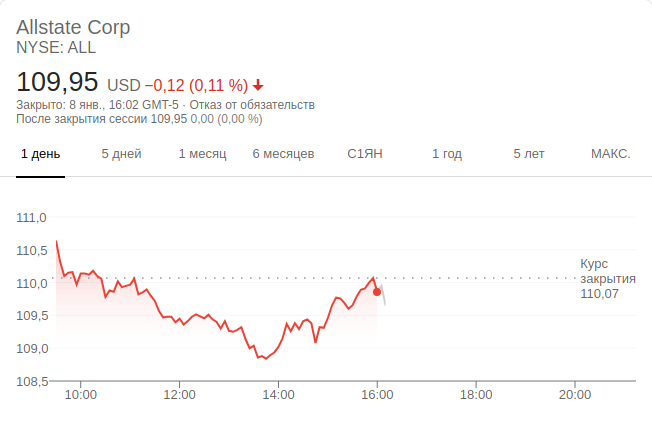 Allstate Corp
NYSE: ALL
109,95 USD −0,12 (0,11 %)
Закрыто: 8 янв., 16:02 GMT-5 · Отказ от обязательств
После закрытия сессии 109,95 0,00 (0,00 %)
1 день 5 дней 1 месяц 6 месяцев С1ЯН 1 год 5 лет МАКС.
111,0
110,5
110,0
109,5
109,0
108,5
Курс
закрытия
110,07
10:00 12:00 14:00 16:00 18:00 20:00